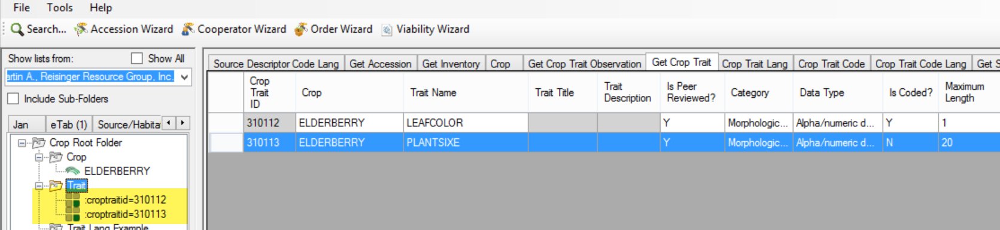 File Tools Help
Search... Accession Wizard Cooperator Wizard Order Wizard Viability Wizard
Show lists from: Show All
artin A., Reisinger Resource Group, Inc.
Include Sub-Folders
Jan eTab (1) Source/Habita
Crop Root Folder
Crop
ELDERBERRY
Trait
:croptraitid=310112
:croptraitid=310113
Trait Lang Example
Source Descriptor Code Lang Get Accession Get Inventory Crop Get Crop Trait Observation Get Crop Trait Crop Trait Lang Crop Trait Code Crop Trait Code Lang Get S
Crop Trait ID Crop Trait Name Trait Title Trait Description Is Peer Reviewed? Category Data Type Is Coded? Maximum Length
310112 ELDERBERRY LEAFCOLOR Y Morphologic... Alpha/numeric d... Y 1
310113 ELDERBERRY PLANTSIXE Y Morphologic... Alpha/numeric d... N 20